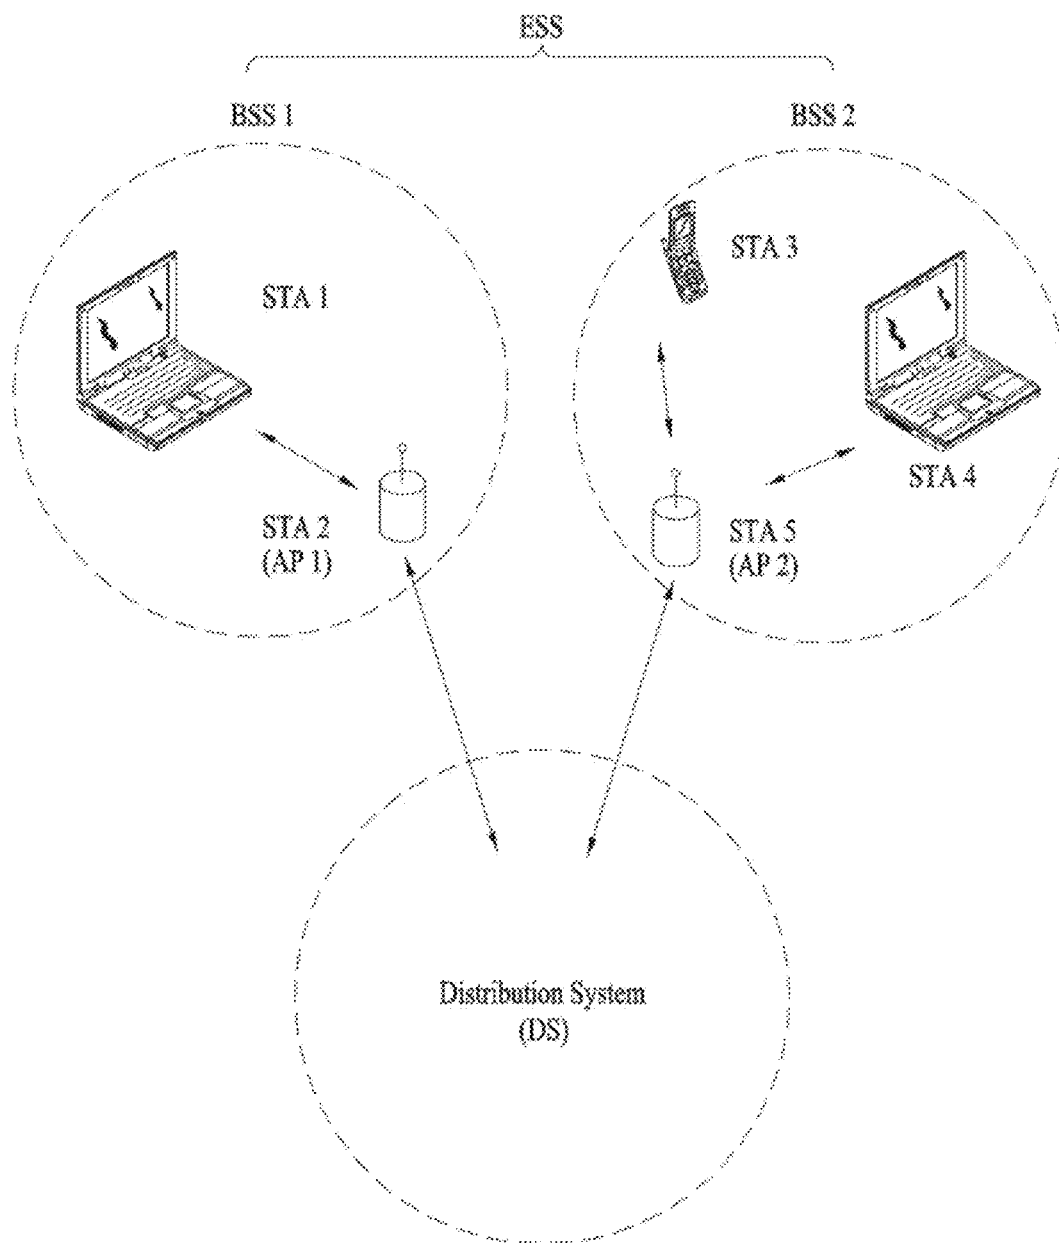 ESS
BSS 1
BSS 2
STA 1
STA 3
STA 4
STA 2
(AP 1)
STA 5
(AP 2)
Distribution System
(DS)